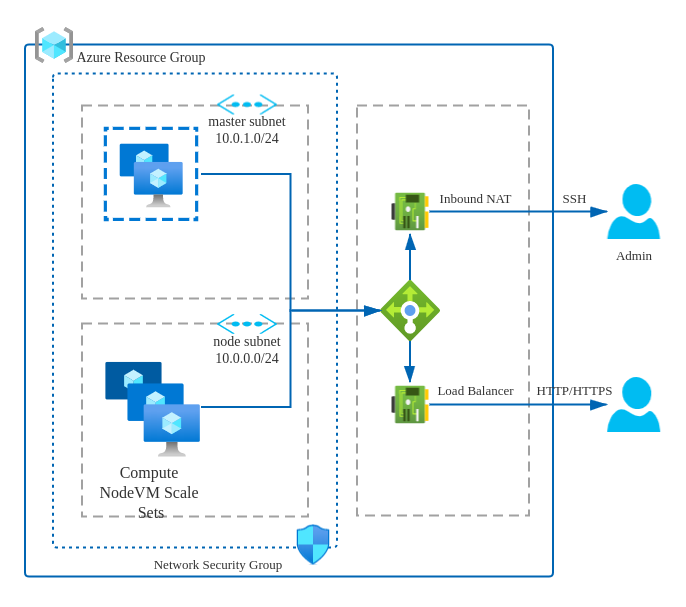 Azure Resource Group
master subnet
10.0.1.0/24
Inbound NAT
SSH
Admin
node subnet
10.0.0.0/24
Load Balancer
HTTP/HTTPS
Compute
NodeVM Scale
Sets
Network Security Group